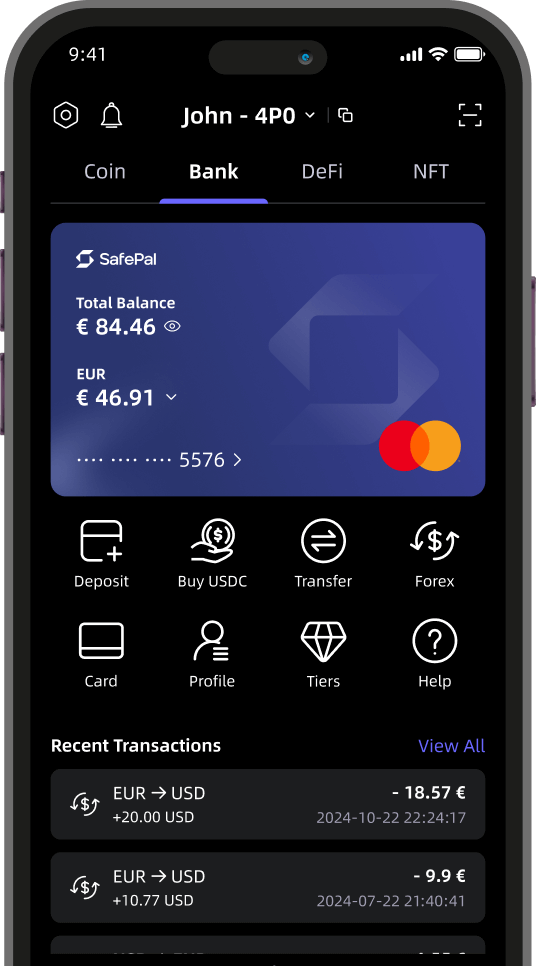 9:41
John - 4P0
Coin Bank DeFi NFT
SafePal
Total Balance
€ 84.46
EUR
€ 46.91
···· ···· ···· 5576
Deposit Buy USDC Transfer Forex
Card Profile Tiers Help
Recent Transactions View All
EUR → USD - 18.57 €
+20.00 USD 2024-10-22 22:24:17
EUR → USD - 9.9 €
+10.77 USD 2024-07-22 21:40:41